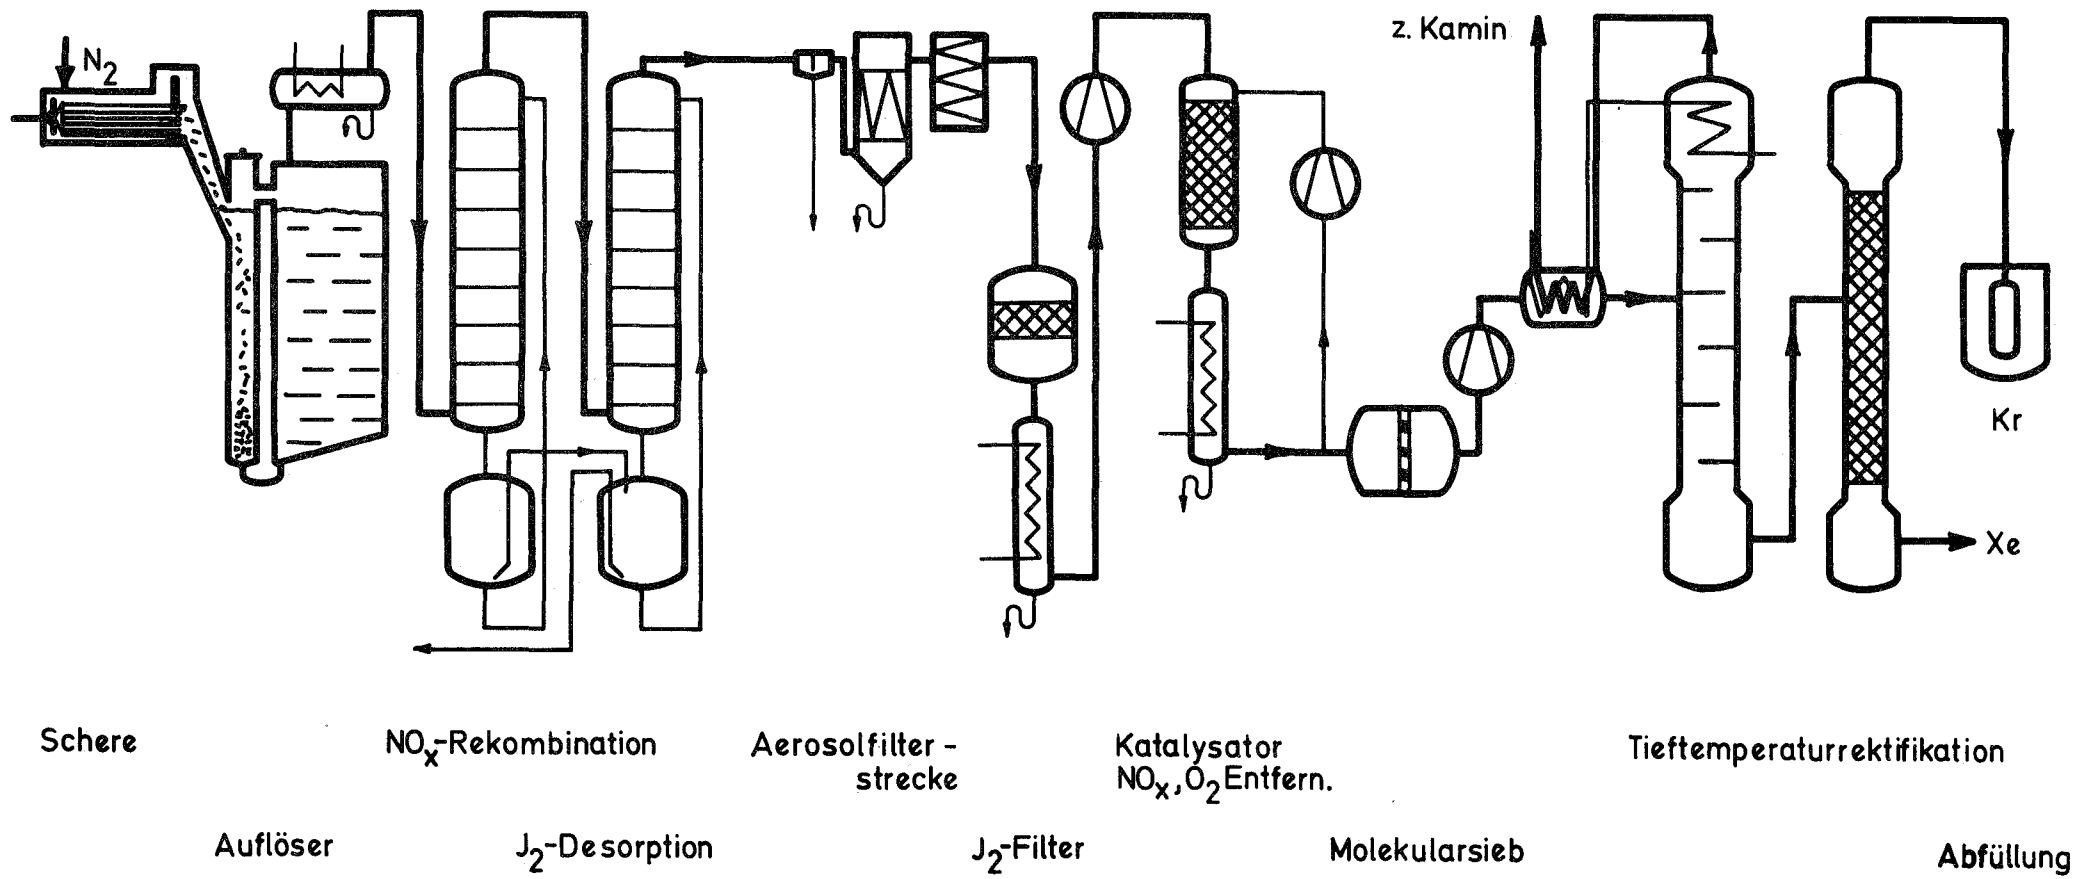 z. Kamin
N2
Kr
Xe
Schere
NOx-Rekombination
Aerosolfilter -
strecke
Katalysator
NOx, O2 Entfern.
Tieftemperaturrektifikation
Auflöser
J2-Desorption
J2-Filter
Molekularsieb
Abfüllung